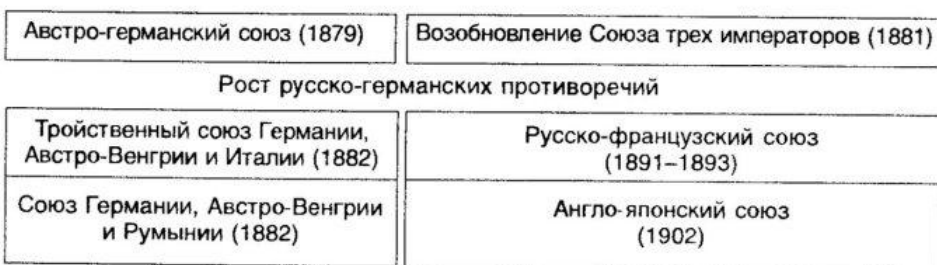 Австро-германский союз (1879)
Возобновление Союза трех императоров (1881)
Рост русско-германских противоречий
Тройственный союз Германии,
Австро-Венгрии и Италии (1882)
Русско-французский союз
(1891–1893)
Союз Германии, Австро-Венгрии
и Румынии (1882)
Англо-японский союз
(1902)